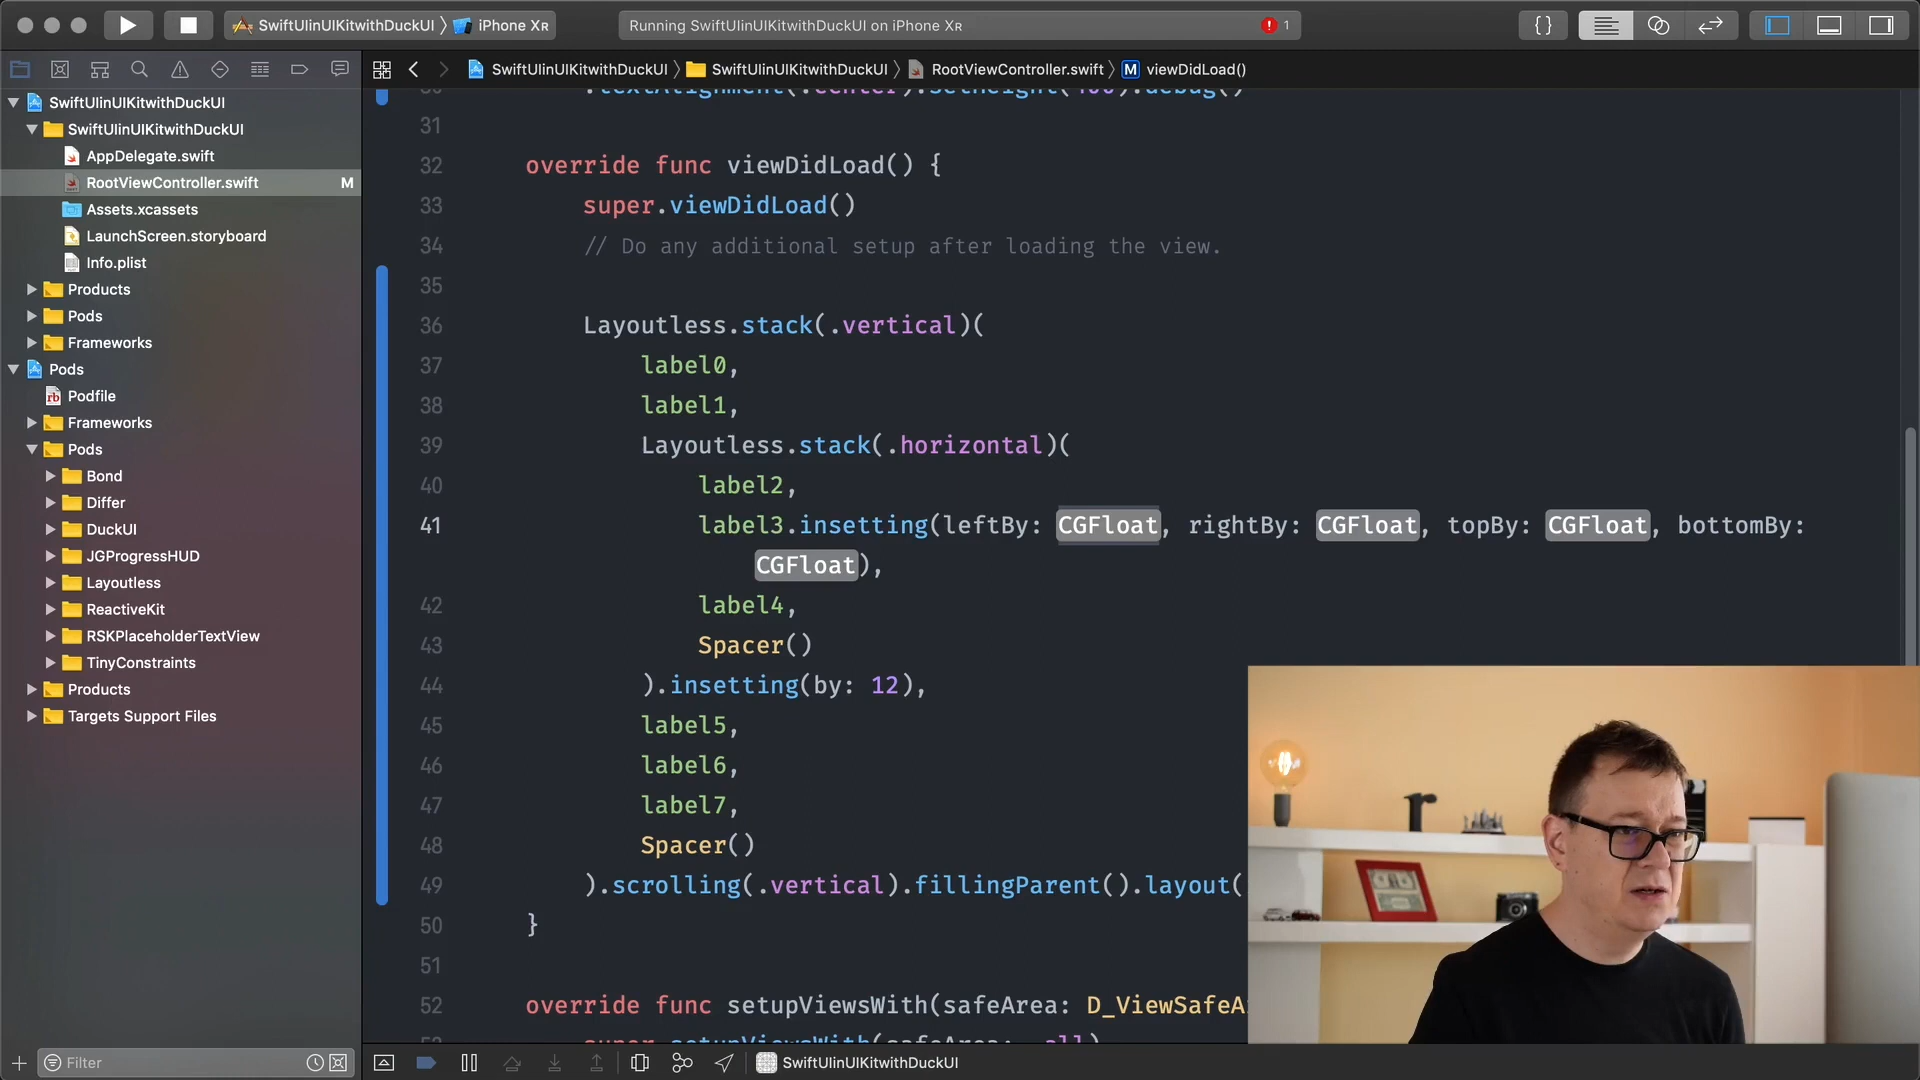 SwiftUIinUIKitwithDuckUI
iPhone XR
Running SwiftUIinUIKitwithDuckUI on iPhone XR
1
SwiftUIinUIKitwithDuckUI
SwiftUIinUIKitwithDuckUI
RootViewController.swift
M
viewDidLoad()
SwiftUIinUIKitwithDuckUI
SwiftUIinUIKitwithDuckUI
AppDelegate.swift
RootViewController.swift M
Assets.xcassets
LaunchScreen.storyboard
Info.plist
Products
Pods
Frameworks
Pods
rb Podfile
Frameworks
Pods
Bond
Differ
DuckUI
JGProgressHUD
Layoutless
ReactiveKit
RSKPlaceholderTextView
TinyConstraints
Products
Targets Support Files
Filter
31
32 override func viewDidLoad() {
33 super.viewDidLoad()
34 // Do any additional setup after loading the view.
35
36 Layoutless.stack(.vertical)(
37 label0,
38 label1,
39 Layoutless.stack(.horizontal)(
40 label2,
41 label3.insetting(leftBy: CGFloat, rightBy: CGFloat, topBy: CGFloat, bottomBy:
CGFloat),
42 label4,
43 Spacer()
44 ).insetting(by: 12),
45 label5,
46 label6,
47 label7,
48 Spacer()
49 ).scrolling(.vertical).fillingParent().layout(
50 }
51
52 override func setupViewsWith(safeArea: D_ViewSafeA
SwiftUIinUIKitwithDuckUI